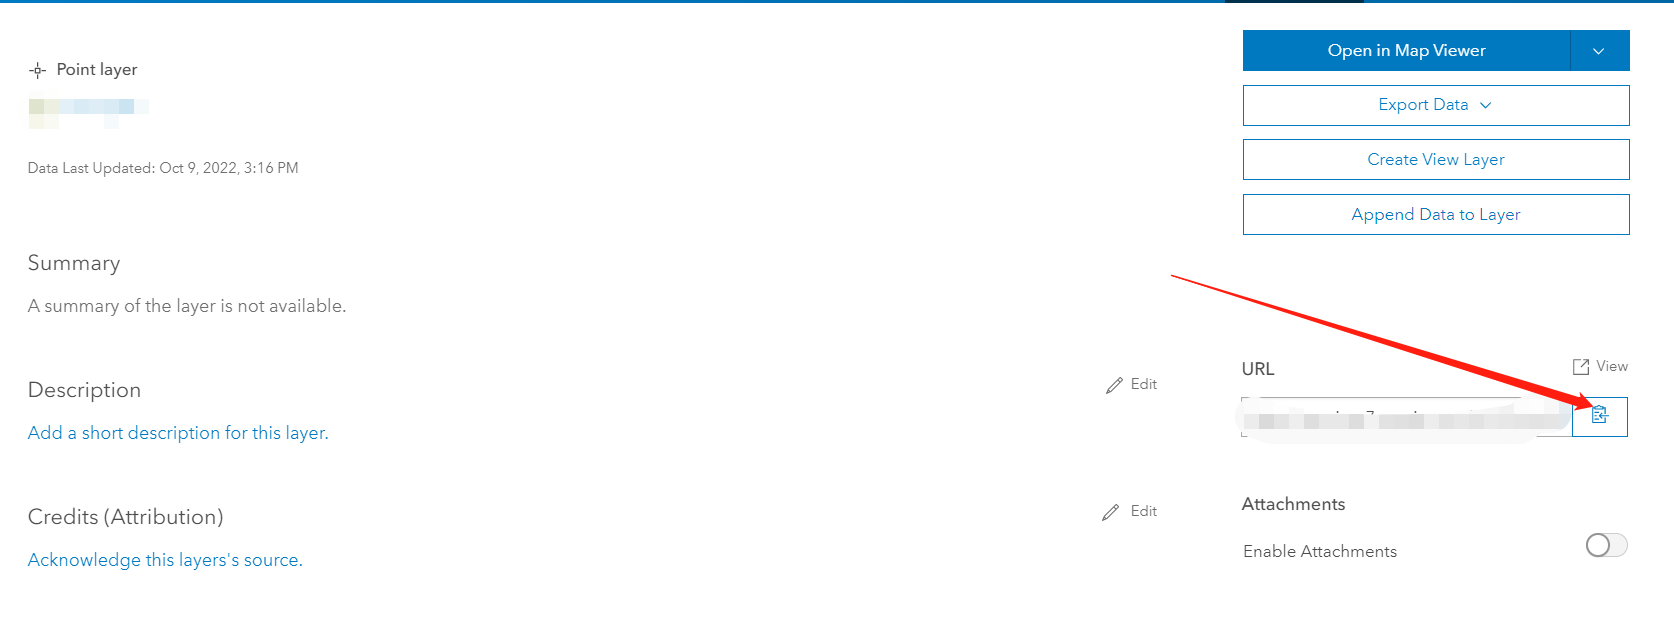 Point layer
Data Last Updated: Oct 9, 2022, 3:16 PM
Summary
A summary of the layer is not available.
Description
Edit
Add a short description for this layer.
Credits (Attribution)
Edit
Acknowledge this layers's source.
Open in Map Viewer
Export Data
Create View Layer
Append Data to Layer
URL
View
Attachments
Enable Attachments